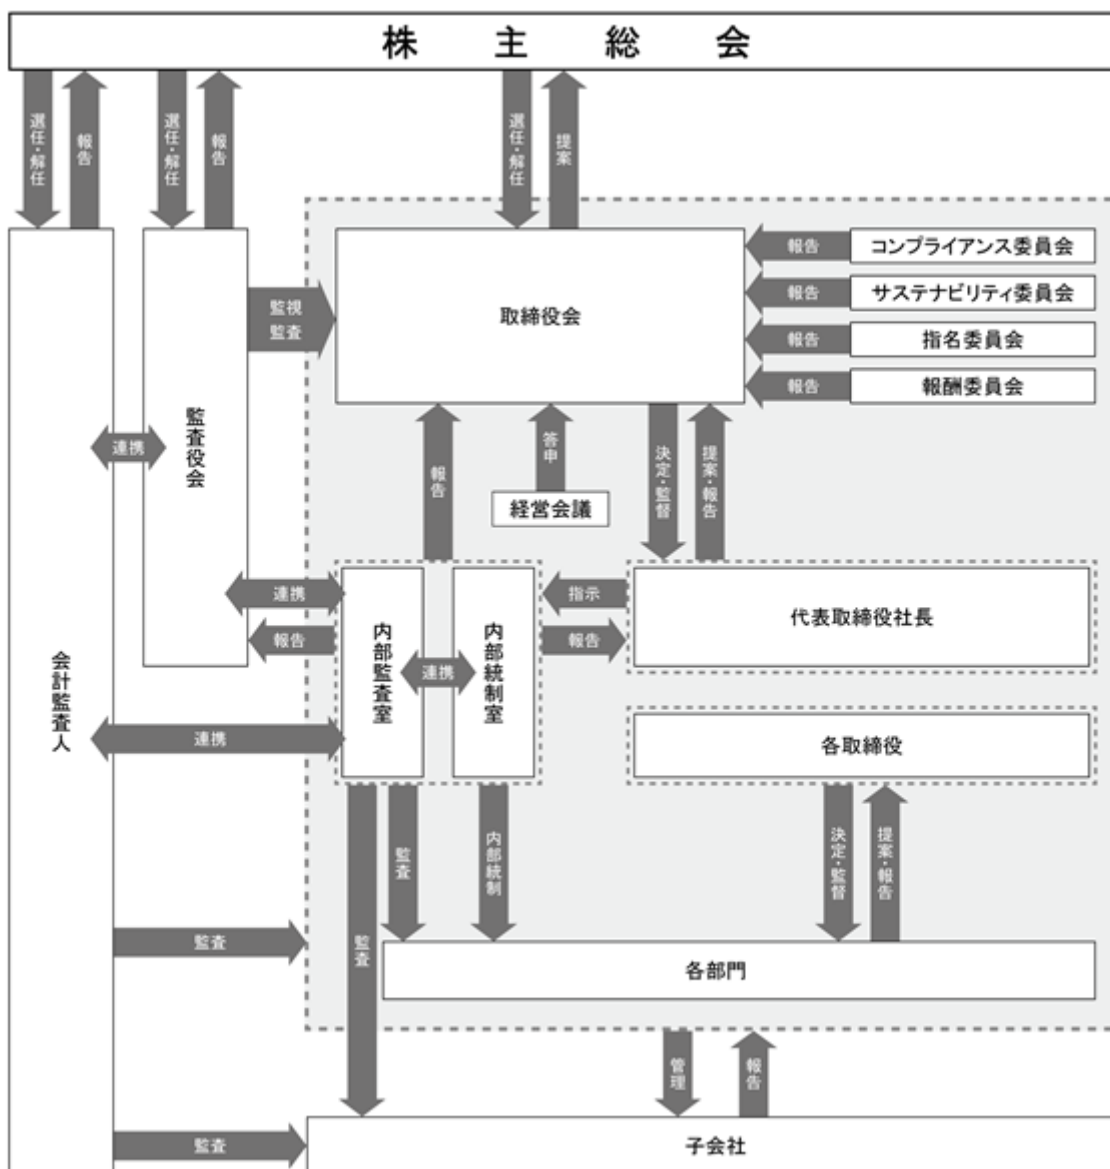 株主総会
選任・解任
報告
選任・解任
報告
選任・解任
提案
取締役会
監視
監査
報告
コンプライアンス委員会
報告
サステナビリティ委員会
報告
指名委員会
報告
報酬委員会
監査役会
連携
報告
答申
経営会議
決定・監督
提案・報告
連携
報告
内部監査室
連携
内部統制室
指示
報告
代表取締役社長
会計監査人
連携
各取締役
監査
監査
内部統制
決定・監督
提案・報告
監査
各部門
管理
報告
監査
子会社